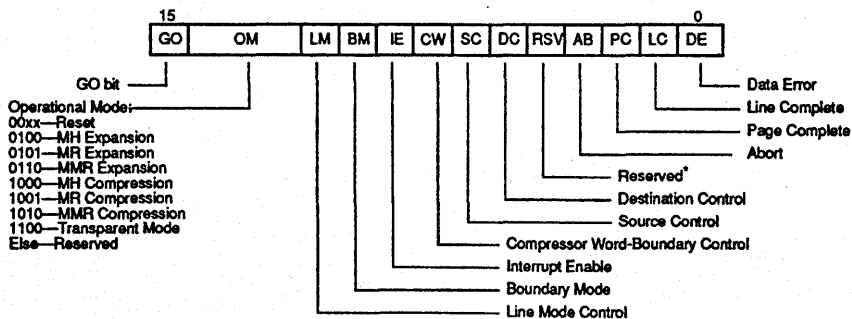 15 0
GO OM LM BM IE CW SC DC RSV AB PC LC DE
GO bit
Operational Mode:
00xx—Reset
0100—MH Expansion
0101—MR Expansion
0110—MMR Expansion
1000—MH Compression
1001—MR Compression
1010—MMR Compression
1100—Transparent Mode
Else—Reserved
Data Error
Line Complete
Page Complete
Abort
Reserved*
Destination Control
Source Control
Compressor Word-Boundary Control
Interrupt Enable
Boundary Mode
Line Mode Control